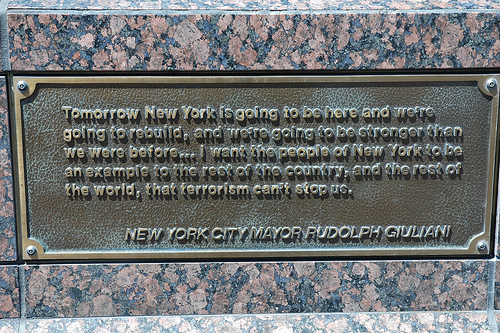 Tomorrow New York is going to be here and we're
going to rebuild, and we're going to be stronger than
we were before... I want the people of New York to be
an example to the rest of the country, and the rest of
the world, that terrorism can't stop us.
NEW YORK CITY MAYOR RUDOLPH GIULIANI